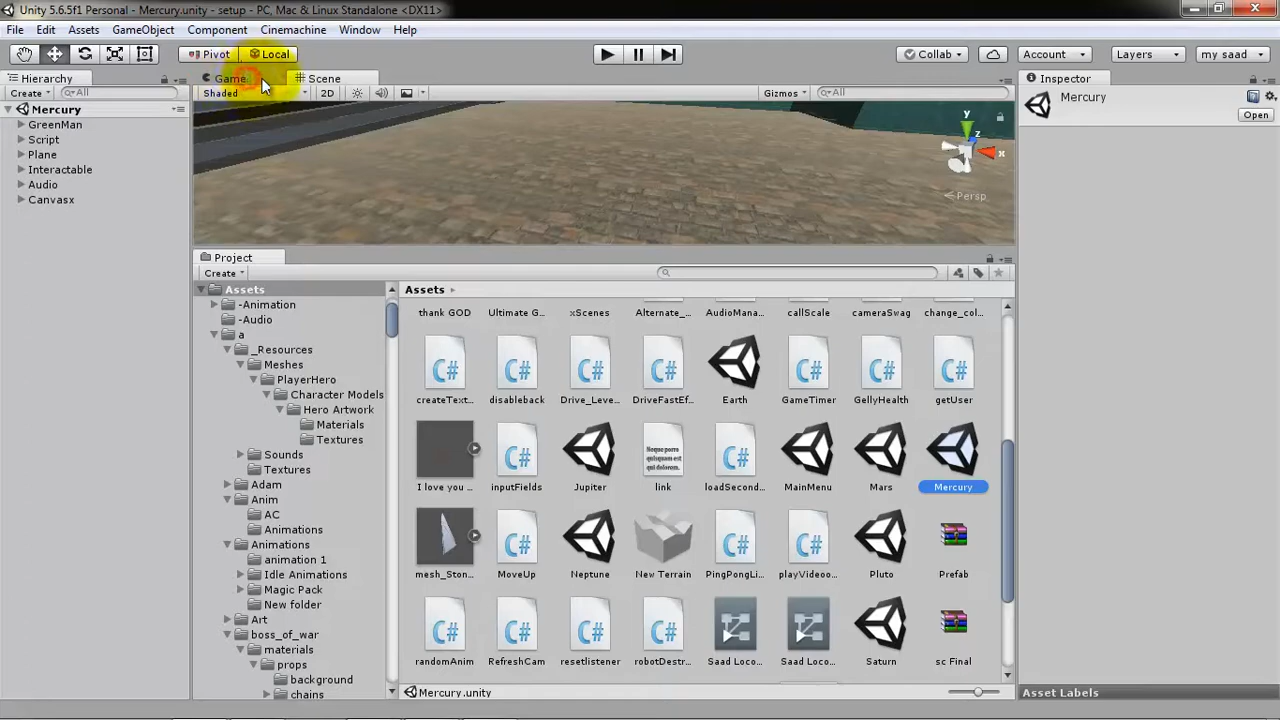 Unity 5.6.5f1 Personal - Mercury.unity - setup - PC, Mac & Linux Standalone <DX11>
File Edit Assets GameObject Component Cinemachine Window Help
Pivot Local Collab Account Layers my saad
Hierarchy Game Scene Inspector
Create All Shaded 2D Gizmos All Mercury
Open
Mercury
GreenMan
Script
Plane
Interactable
Audio
Canvasx
y
z
x
Persp
Project
Create
Assets
-Animation
-Audio
a
_Resources
Meshes
PlayerHero
Character Models
Hero Artwork
Materials
Textures
Sounds
Textures
Adam
Anim
AC
Animations
Animations
animation 1
Idle Animations
Magic Pack
New folder
Art
boss_of_war
materials
props
background
chains
Assets
thank GOD Ultimate G... xScenes Alternate_... AudioMana... callScale cameraSwag change_col...
createText... disableback Drive_Leve... DriveFastEf... Earth GameTimer GellyHealth getUser
I love you ... inputFields Jupiter link loadSecond... MainMenu Mars Mercury
mesh_Ston... MoveUp Neptune New Terrain PingPongLi... playVideoo... Pluto Prefab
randomAnim RefreshCam resetlistener robotDestr... Saad Loco... Saad Loco... Saturn sc Final
Mercury.unity
Asset Labels